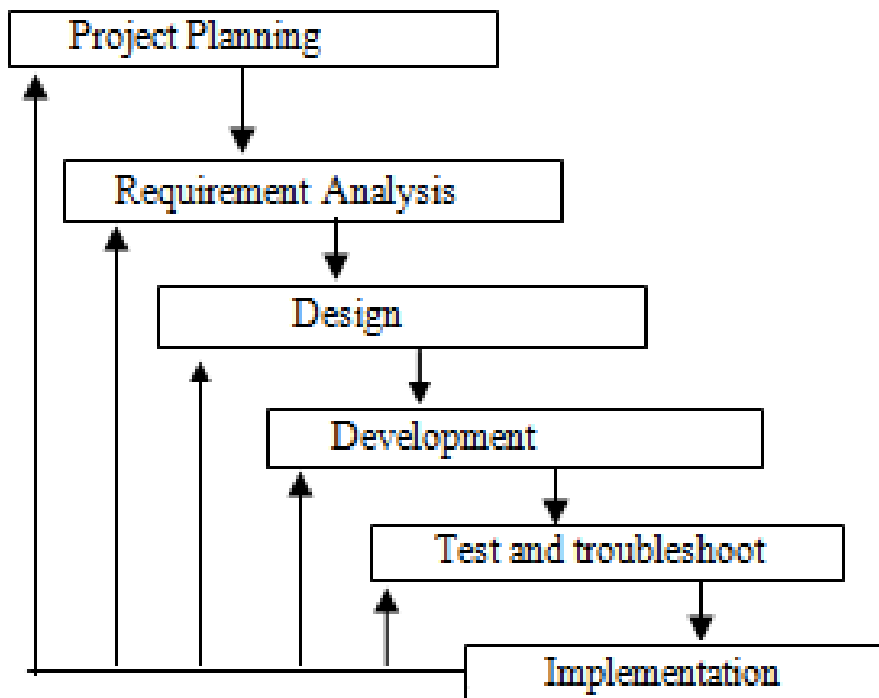 Project Planning
Requirement Analysis
Design
Development
Test and troubleshoot
Implementation